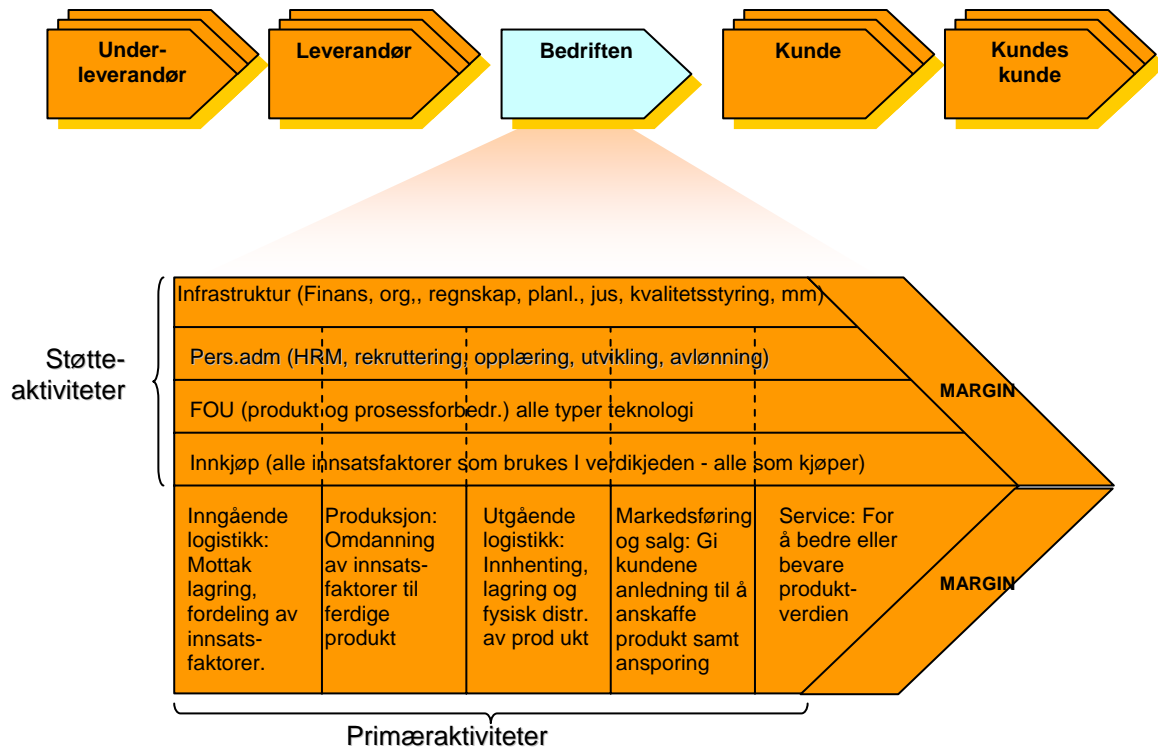 Under-
leverandør
Leverandør
Bedriften
Kunde
Kundes
kunde
Støtte-
aktiviteter
Infrastruktur (Finans, org,, regnskap, planl., jus, kvalitetsstyring, mm)
Pers.adm (HRM, rekruttering, opplæring, utvikling, avlønning)
FOU (produkt og prosessforbedr.) alle typer teknologi
Innkjøp (alle innsatsfaktorer som brukes I verdikjeden - alle som kjøper)
MARGIN
Inngående
logistikk:
Mottak
lagring,
fordeling av
innsats-
faktorer.
Produksjon:
Omdanning
av innsats-
faktorer til
ferdige
produkt
Utgående
logistikk:
Innhenting,
lagring og
fysisk distr.
av prod ukt
Markedsføring
og salg: Gi
kundene
anledning til å
anskaffe
produkt samt
ansporing
Service: For
å bedre eller
bevare
produkt-
verdien
MARGIN
Primæraktiviteter